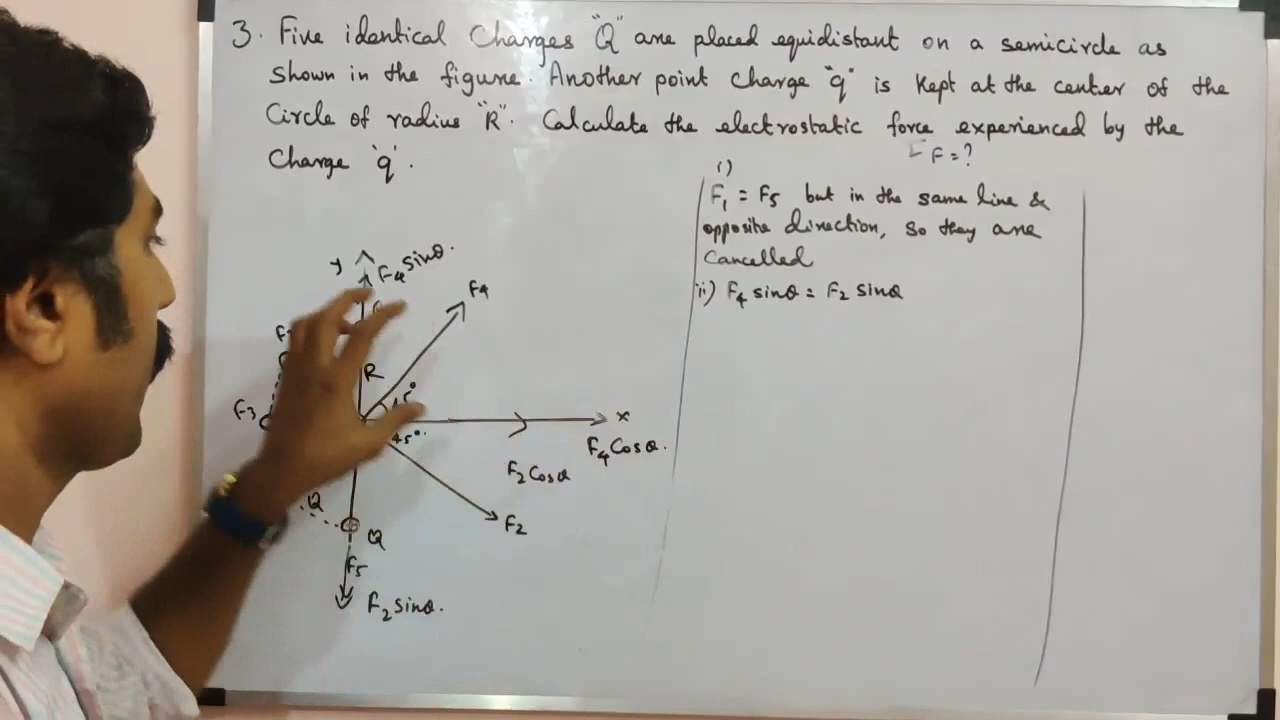 3. Five identical Charges "Q" are placed equidistant on a semicircle as
shown in the figure. Another point charge "q" is kept at the center of the
Circle of radius "R". Calculate the electrostatic force experienced by the
Charge 'q'.
F = ?
i)
F₁ = F₅ but in the same line &
opposite direction, so they are
cancelled
ii) F₄ sinθ = F₂ sinθ
y
F₄ sinθ.
F₄
R
45°
F₃
x
45°.
F₄ Cosθ.
F₂ Cosθ
Q
F₂
Q
F₅
F₂ sinθ.